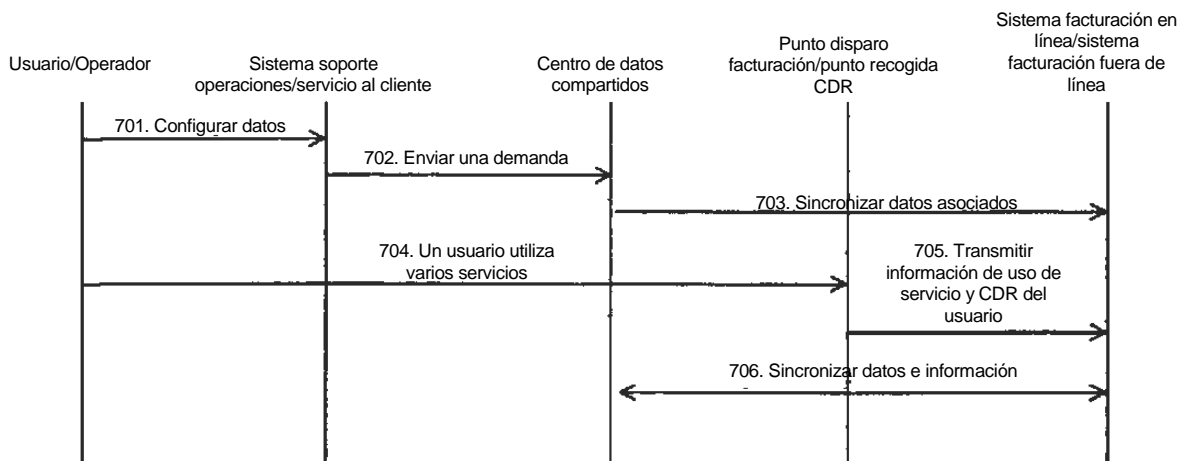 Usuario/Operador
Sistema soporte
operaciones/servicio al cliente
Centro de datos
compartidos
Punto disparo
facturación/punto recogida
CDR
Sistema facturación en
línea/sistema
facturación fuera de
línea
701. Configurar datos
702. Enviar una demanda
703. Sincronizar datos asociados
704. Un usuario utiliza
varios servicios
705. Transmitir
información de uso de
servicio y CDR del
usuario
706. Sincronizar datos e información